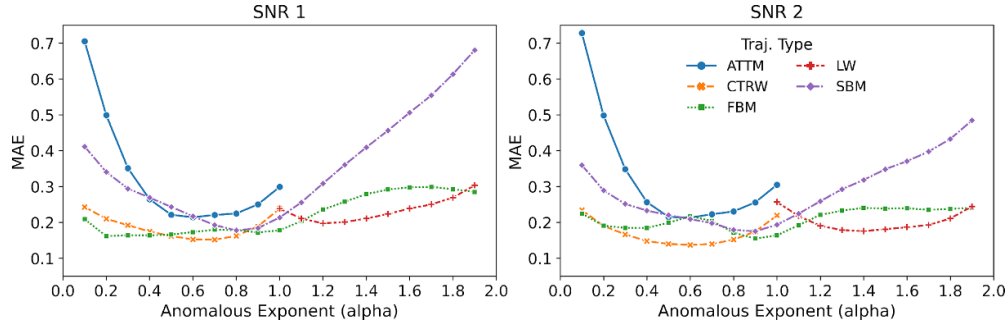 SNR 1
MAE
0.7
0.6
0.5
0.4
0.3
0.2
0.1
0.0 0.2 0.4 0.6 0.8 1.0 1.2 1.4 1.6 1.8 2.0
Anomalous Exponent (alpha)
SNR 2
MAE
0.7
0.6
0.5
0.4
0.3
0.2
0.1
Traj. Type
ATTM LW
CTRW SBM
FBM
0.0 0.2 0.4 0.6 0.8 1.0 1.2 1.4 1.6 1.8 2.0
Anomalous Exponent (alpha)